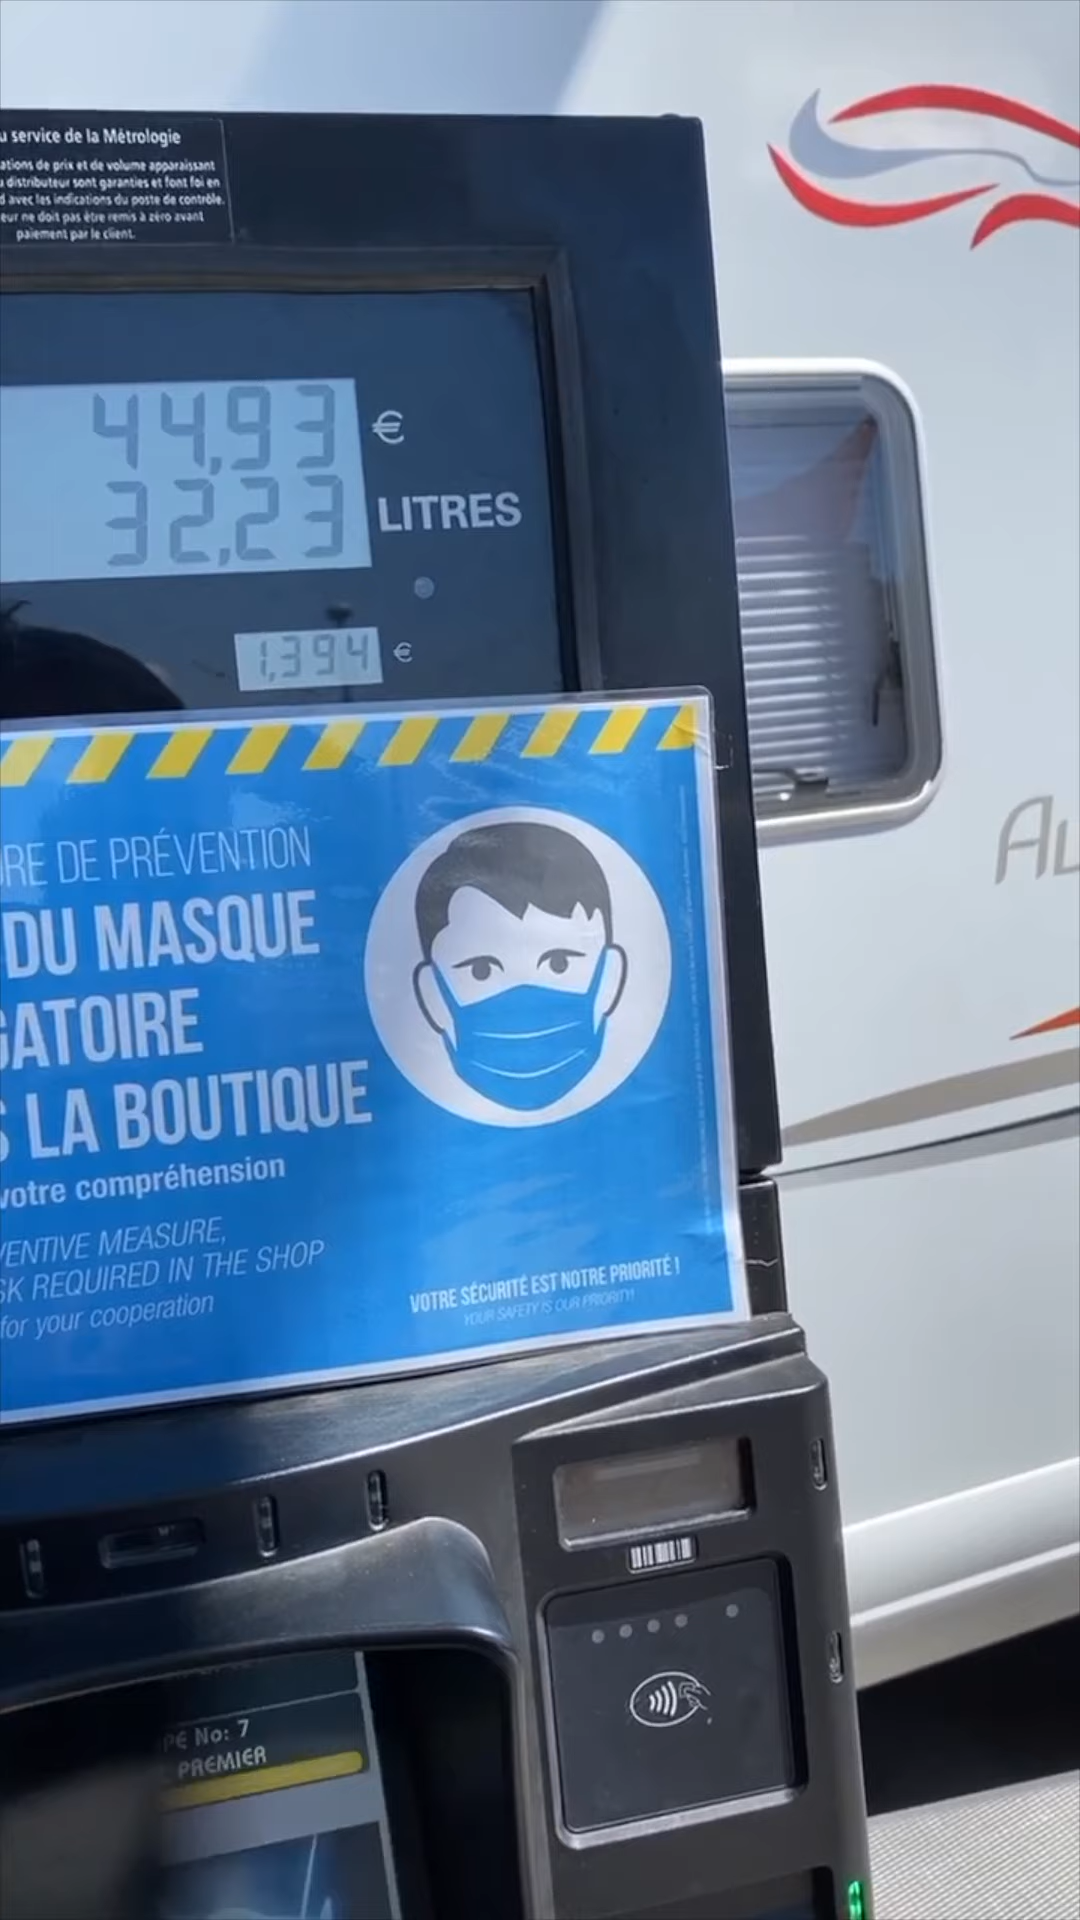 u service de la Métrologie
ations de prix et de volume apparaissant
u distributeur sont garanties et font foi en
d avec les indications du poste de contrôle.
eur ne doit pas être remis à zéro avant
paiement par le client.
44,93 €
32,23 LITRES
1,394 €
RE DE PRÉVENTION
DU MASQUE
GATOIRE
S LA BOUTIQUE
votre compréhension
VENTIVE MEASURE,
SK REQUIRED IN THE SHOP
for your cooperation
VOTRE SÉCURITÉ EST NOTRE PRIORITÉ !
YOUR SAFETY IS OUR PRIORITY!
Au
PE No: 7
PREMIER